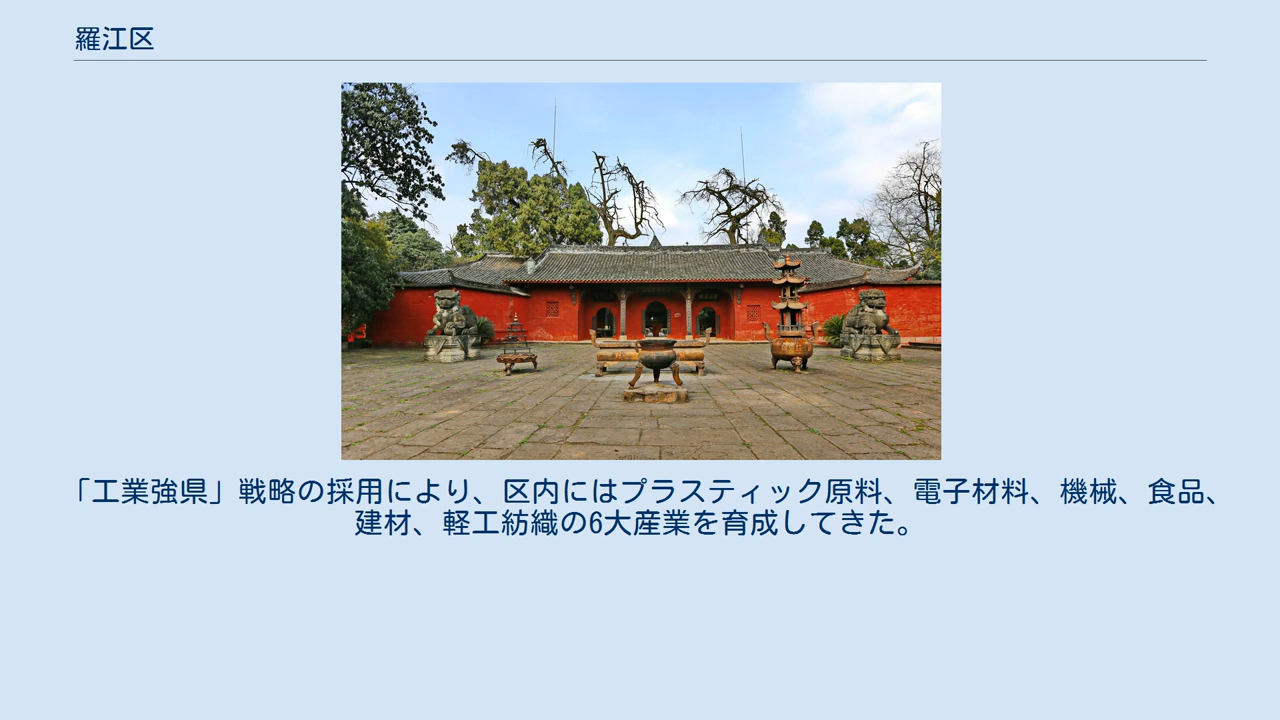 羅江区
「工業強県」戦略の採用により、区内にはプラスティック原料、電子材料、機械、食品、
建材、軽工紡織の6大産業を育成してきた。